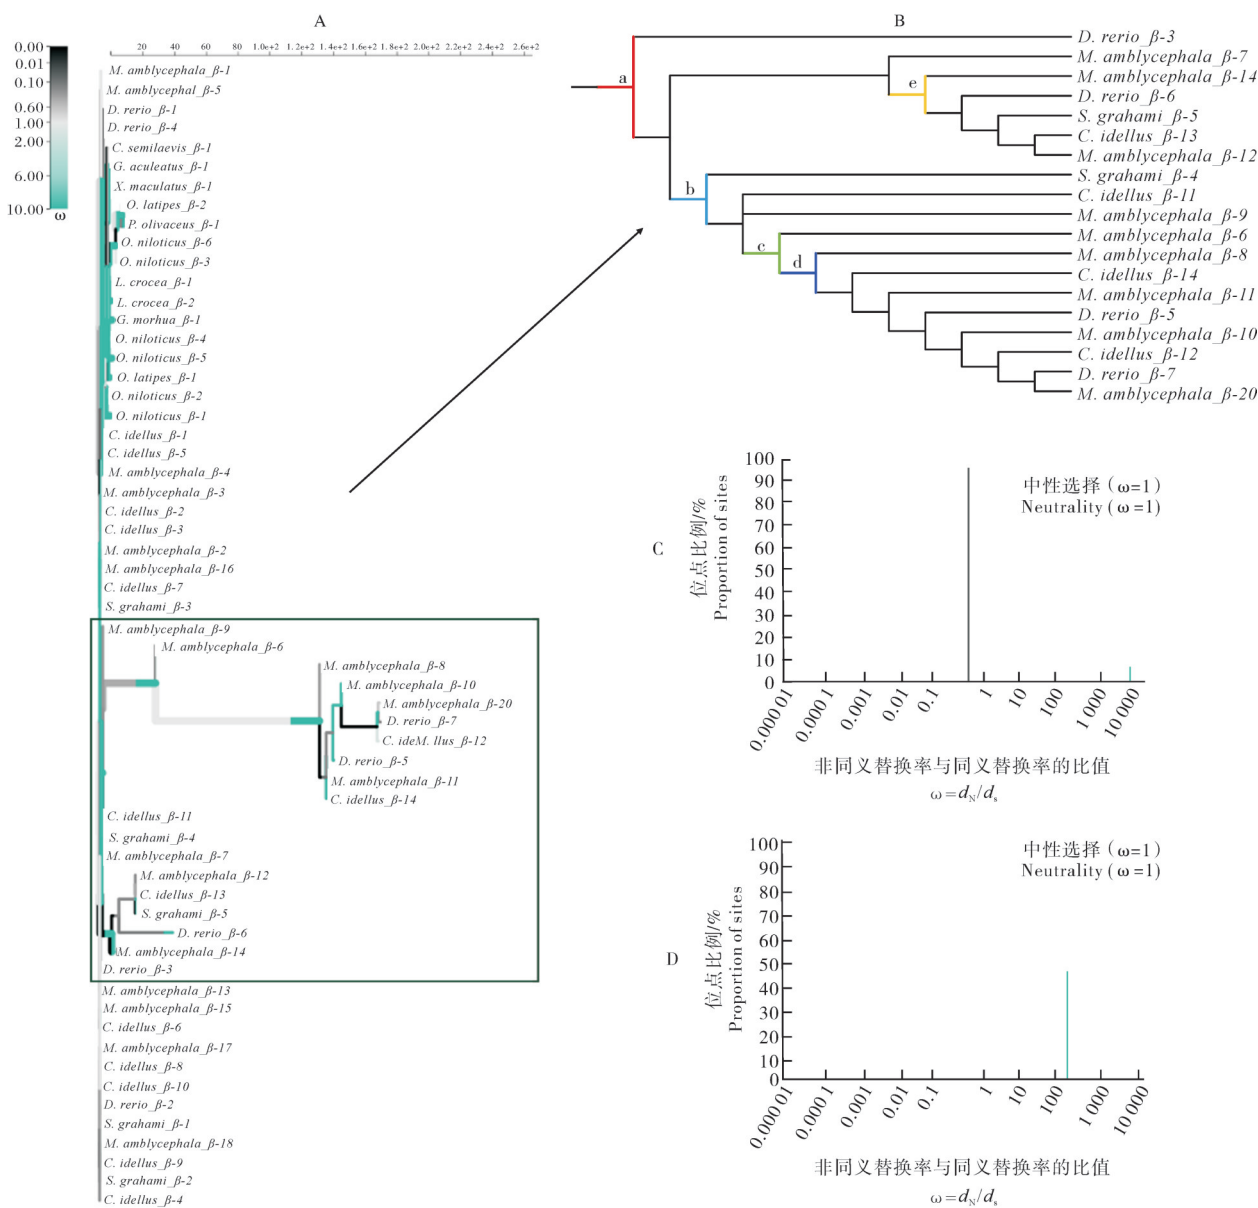 A
0.00
0.01
0.10
0.60
1.00
2.00
6.00
10.00
ω
0 20 40 60 80 1.0e+2 1.2e+2 1.4e+2 1.6e+2 1.8e+2 2.0e+2 2.2e+2 2.4e+2 2.6e+2
M. amblycephala_β-1
M. amblycephal_β-5
D. rerio_β-1
D. rerio_β-4
C. semilaevis_β-1
G. aculeatus_β-1
X. maculatus_β-1
O. latipes_β-2
P. olivaceus_β-1
O. niloticus_β-6
O. niloticus_β-3
L. crocea_β-1
L. crocea_β-2
G. morhua_β-1
O. niloticus_β-4
O. niloticus_β-5
O. latipes_β-1
O. niloticus_β-2
O. niloticus_β-1
C. idellus_β-1
C. idellus_β-5
M. amblycephala_β-4
M. amblycephala_β-3
C. idellus_β-2
C. idellus_β-3
M. amblycephala_β-2
M. amblycephala_β-16
C. idellus_β-7
S. grahami_β-3
M. amblycephala_β-9
M. amblycephala_β-6
M. amblycephala_β-8
M. amblycephala_β-10
M. amblycephala_β-20
D. rerio_β-7
C. ideM. llus_β-12
D. rerio_β-5
M. amblycephala_β-11
C. idellus_β-14
C. idellus_β-11
S. grahami_β-4
M. amblycephala_β-7
M. amblycephala_β-12
C. idellus_β-13
S. grahami_β-5
D. rerio_β-6
M. amblycephala_β-14
D. rerio_β-3
M. amblycephala_β-13
M. amblycephala_β-15
C. idellus_β-6
M. amblycephala_β-17
C. idellus_β-8
C. idellus_β-10
D. rerio_β-2
S. grahami_β-1
M. amblycephala_β-18
C. idellus_β-9
S. grahami_β-2
C. idellus_β-4
B
a
b
c
d
e
D. rerio_β-3
M. amblycephala_β-7
M. amblycephala_β-14
D. rerio_β-6
S. grahami_β-5
C. idellus_β-13
M. amblycephala_β-12
S. grahami_β-4
C. idellus_β-11
M. amblycephala_β-9
M. amblycephala_β-6
M. amblycephala_β-8
C. idellus_β-14
M. amblycephala_β-11
D. rerio_β-5
M. amblycephala_β-10
C. idellus_β-12
D. rerio_β-7
M. amblycephala_β-20
C
位点比例/%
Proportion of sites
100
90
80
70
60
50
40
30
20
10
0
中性选择 (ω=1)
Neutrality (ω=1)
0.000 01 0.000 1 0.001 0.01 0.1 1 10 100 1 000 10 000
非同义替换率与同义替换率的比值
ω=dN/ds
D
位点比例/%
Proportion of sites
100
90
80
70
60
50
40
30
20
10
0
中性选择 (ω=1)
Neutrality (ω=1)
0.000 01 0.000 1 0.001 0.01 0.1 1 10 100 1 000 10 000
非同义替换率与同义替换率的比值
ω=dN/ds